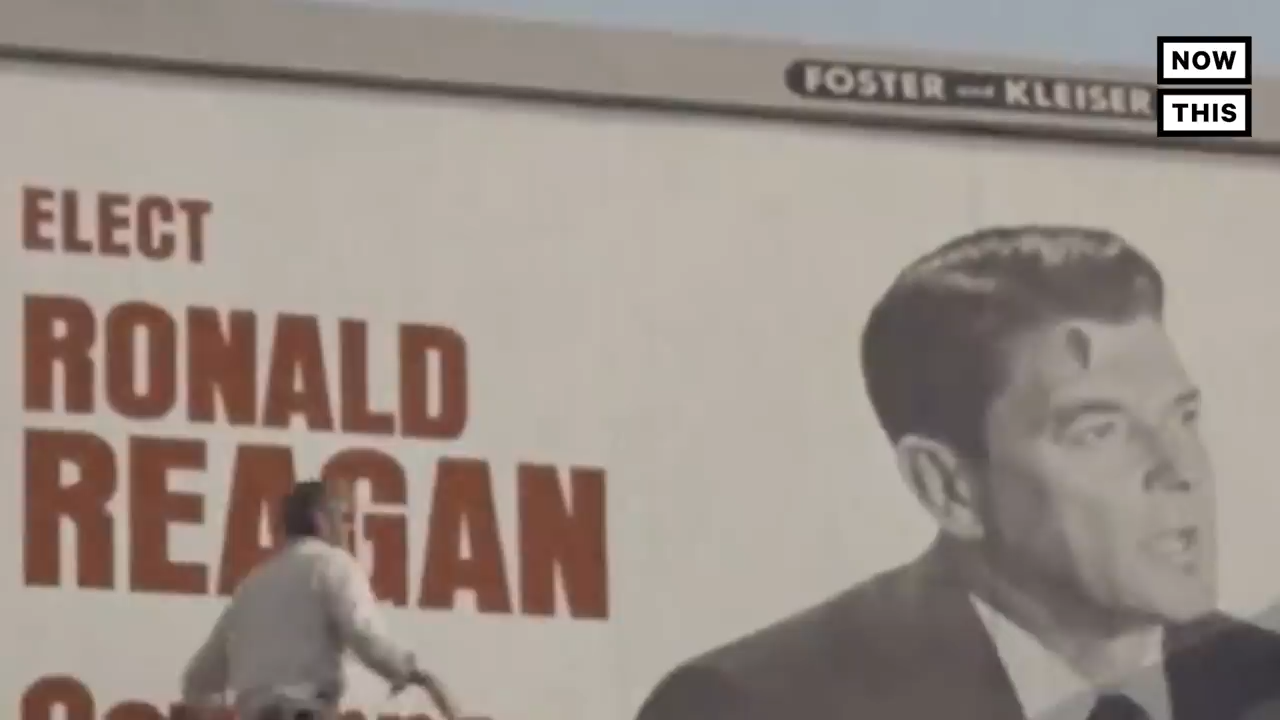 FOSTER and KLEISER
NOW
THIS
ELECT
RONALD
REAGAN